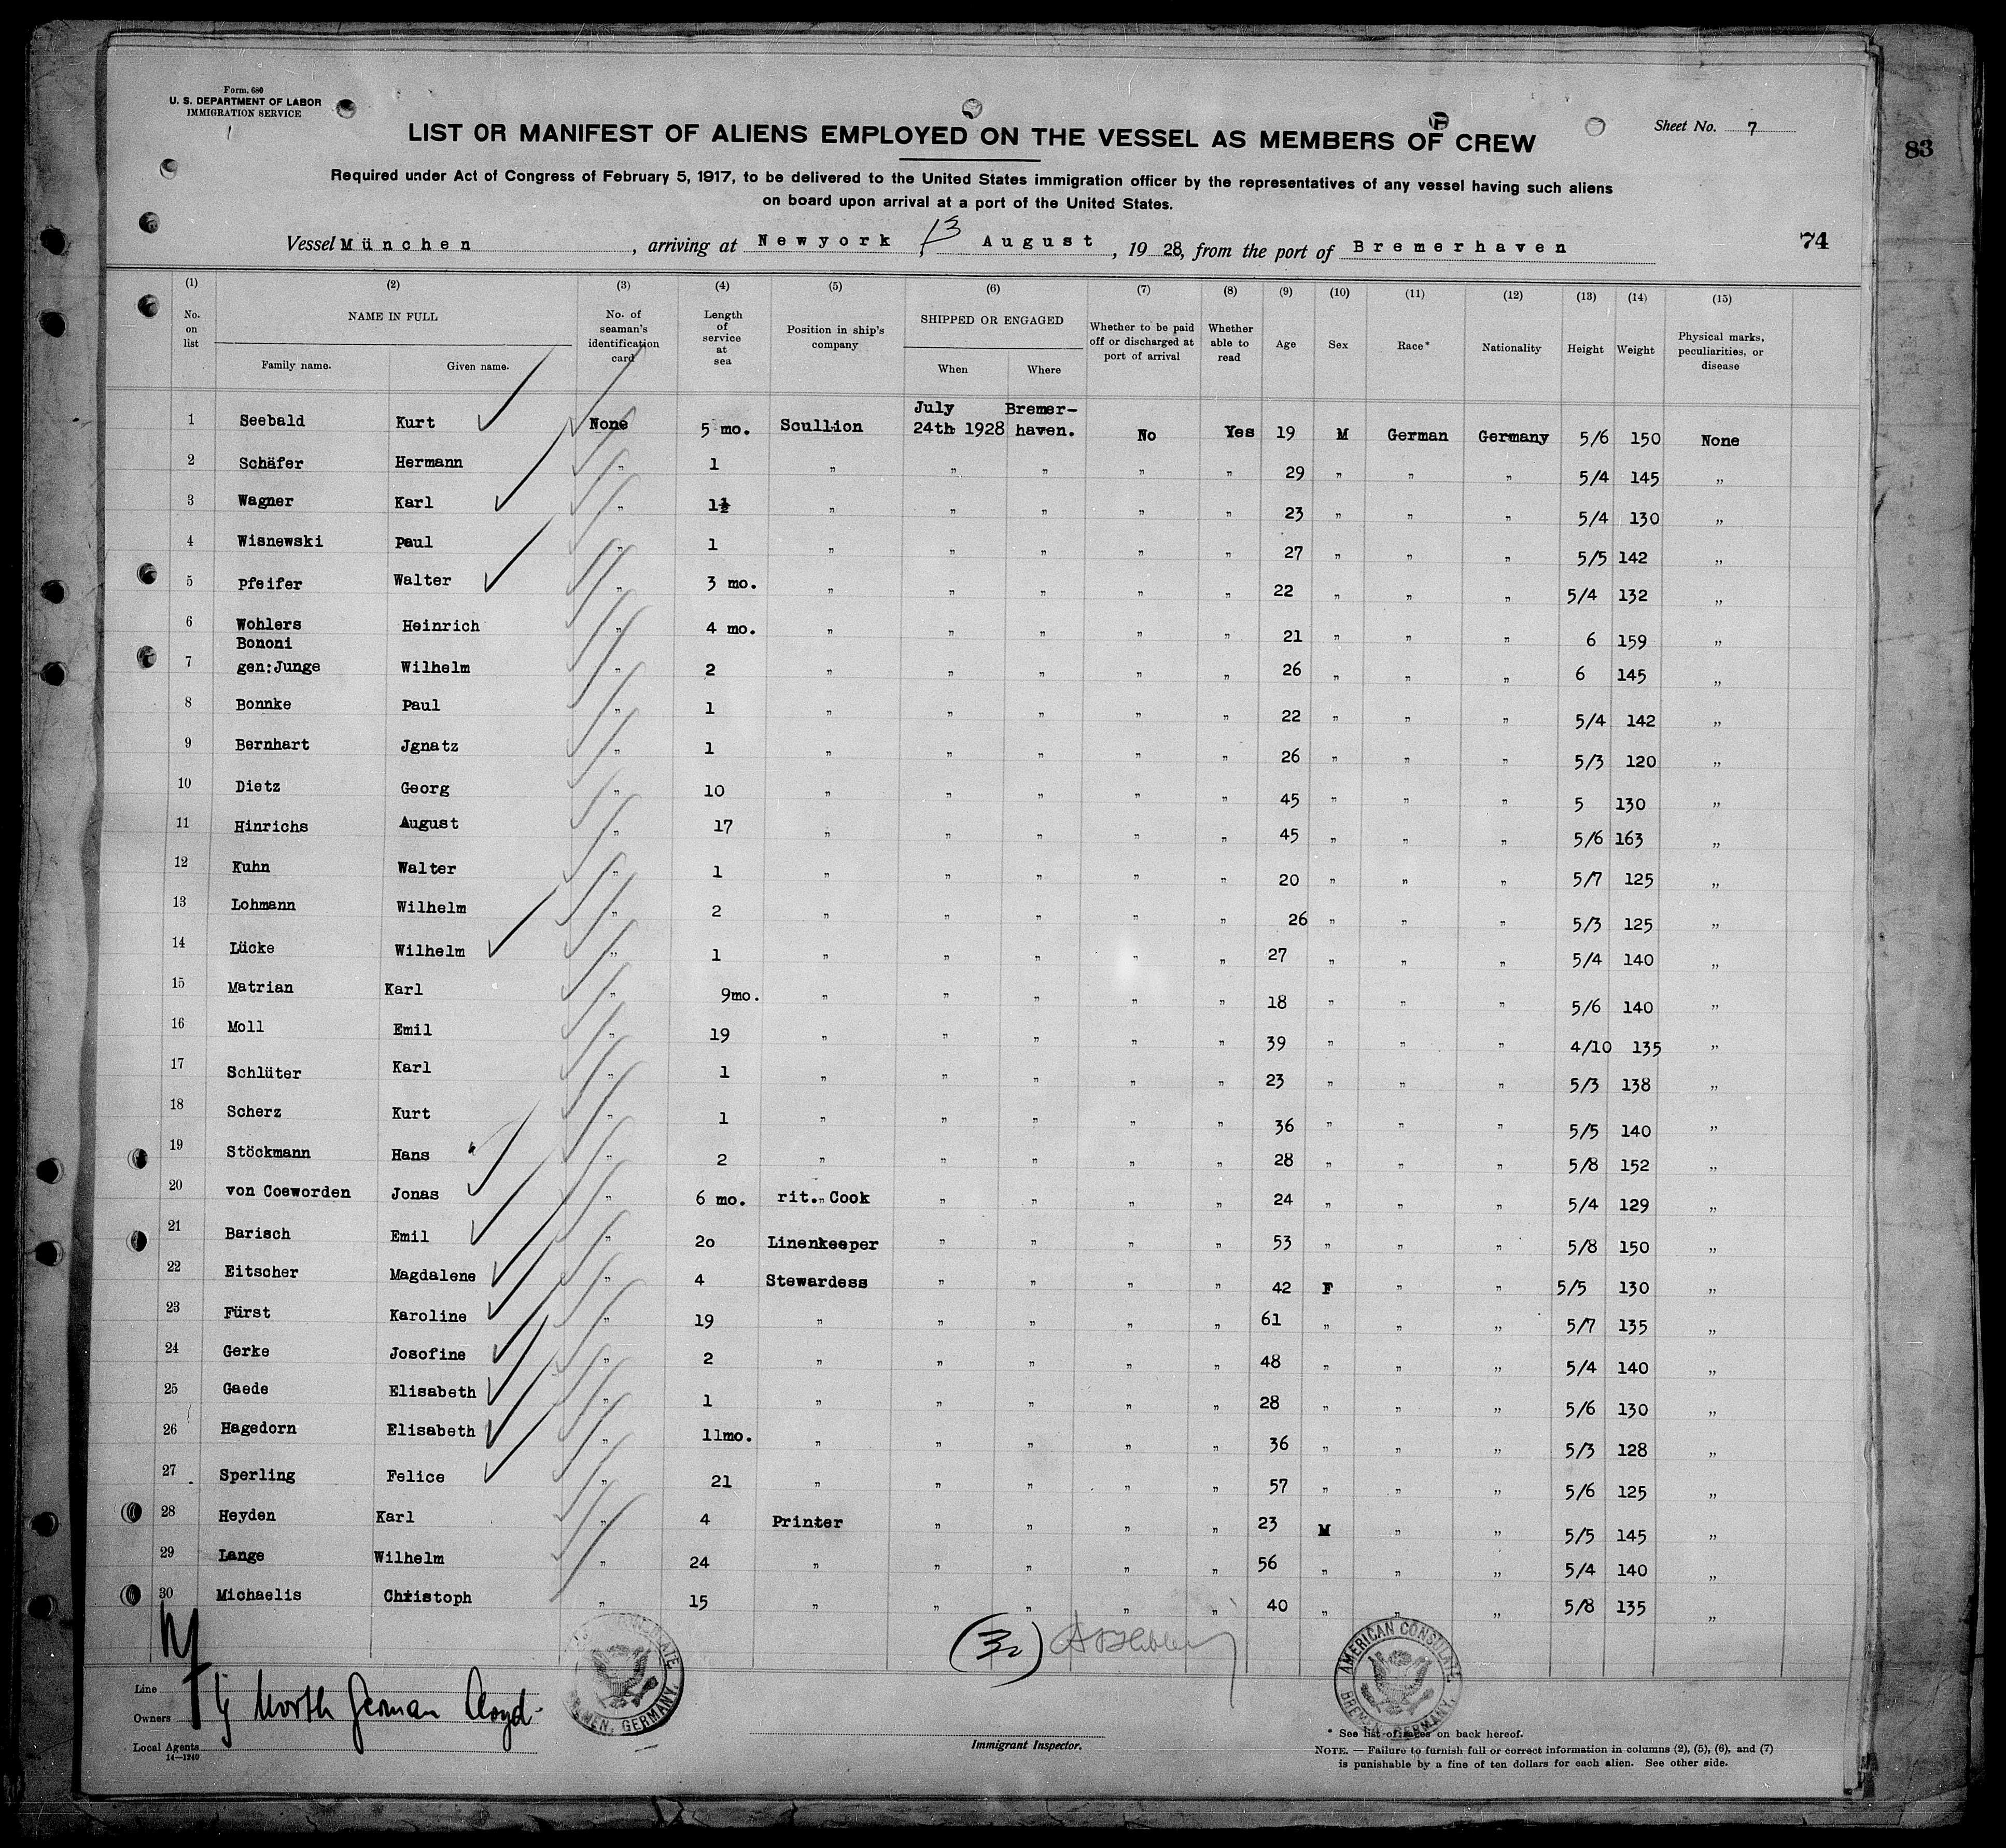 Form. 680
U. S. DEPARTMENT OF LABOR
IMMIGRATION SERVICE
Sheet No. 7
83
LIST OR MANIFEST OF ALIENS EMPLOYED ON THE VESSEL AS MEMBERS OF CREW
Required under Act of Congress of February 5, 1917, to be delivered to the United States immigration officer by the representatives of any vessel having such aliens
on board upon arrival at a port of the United States.
Vessel München, arriving at Newyork, 13 August, 1928, from the port of Bremerhaven
74
(1) (2) (3) (4) (5) (6) (7) (8) (9) (10) (11) (12) (13) (14) (15)
No. on list NAME IN FULL Family name. Given name. No. of seaman's identification card Length of service at sea Position in ship's company SHIPPED OR ENGAGED When Where Whether to be paid off or discharged at port of arrival Whether able to read Age Sex Race* Nationality Height Weight Physical marks, peculiarities, or disease
1 Seebald Kurt None 5 mo. Scullion July 24th 1928 Bremer-haven. No Yes 19 M German Germany 5/6 150 None
2 Schäfer Hermann " 1 " " " " " 29 " " " 5/4 145 "
3 Wagner Karl " 1½ " " " " " 23 " " " 5/4 130 "
4 Wisnewski Paul " 1 " " " " " 27 " " " 5/5 142 "
5 Pfeifer Walter " 3 mo. " " " " " 22 " " " 5/4 132 "
6 Wohlers Heinrich " 4 mo. " " " " " 21 " " " 6 159 "
Bononi
7 gen:Junge Wilhelm " 2 " " " " " 26 " " " 6 145 "
8 Bonnke Paul " 1 " " " " " 22 " " " 5/4 142 "
9 Bernhart Jgnatz " 1 " " " " " 26 " " " 5/3 120 "
10 Dietz Georg " 10 " " " " " 45 " " " 5 130 "
11 Hinrichs August " 17 " " " " " 45 " " " 5/6 163 "
12 Kuhn Walter " 1 " " " " " 20 " " " 5/7 125 "
13 Lohmann Wilhelm " 2 " " " " " 26 " " " 5/3 125 "
14 Lücke Wilhelm " 1 " " " " " 27 " " " 5/4 140 "
15 Matrian Karl " 9mo. " " " " " 18 " " " 5/6 140 "
16 Moll Emil " 19 " " " " " 39 " " " 4/10 135 "
17 Schlüter Karl " 1 " " " " " 23 " " " 5/3 138 "
18 Scherz Kurt " 1 " " " " " 36 " " " 5/5 140 "
19 Stöckmann Hans " 2 " " " " " 28 " " " 5/8 152 "
20 von Coeworden Jonas " 6 mo. rit." Cook " " " " 24 " " " 5/4 129 "
21 Barisch Emil " 2o Linenkeeper " " " " 53 " " " 5/8 150 "
22 Eitscher Magdalene " 4 Stewardess " " " " 42 F " " 5/5 130 "
23 Fürst Karoline " 19 " " " " " 61 " " " 5/7 135 "
24 Gerke Josofine " 2 " " " " " 48 " " " 5/4 140 "
25 Gaede Elisabeth " 1 " " " " " 28 " " " 5/6 130 "
26 Hagedorn Elisabeth " 11mo. " " " " " 36 " " " 5/3 128 "
27 Sperling Felice " 21 " " " " " 57 " " " 5/6 125 "
28 Heyden Karl " 4 Printer " " " " 23 M " " 5/5 145 "
29 Lange Wilhelm " 24 " " " " " 56 " " " 5/4 140 "
30 Michaelis Christoph " 15 " " " " " 40 " " " 5/8 135 "
(30)
AMERICAN CONSULATE BREMEN, GERMANY.
Line
Owners North German Lloyd
Local Agents
14—1240
Immigrant Inspector.
* See list of races on back hereof.
NOTE. — Failure to furnish full or correct information in columns (2), (5), (6), and (7)
is punishable by a fine of ten dollars for each alien. See other side.